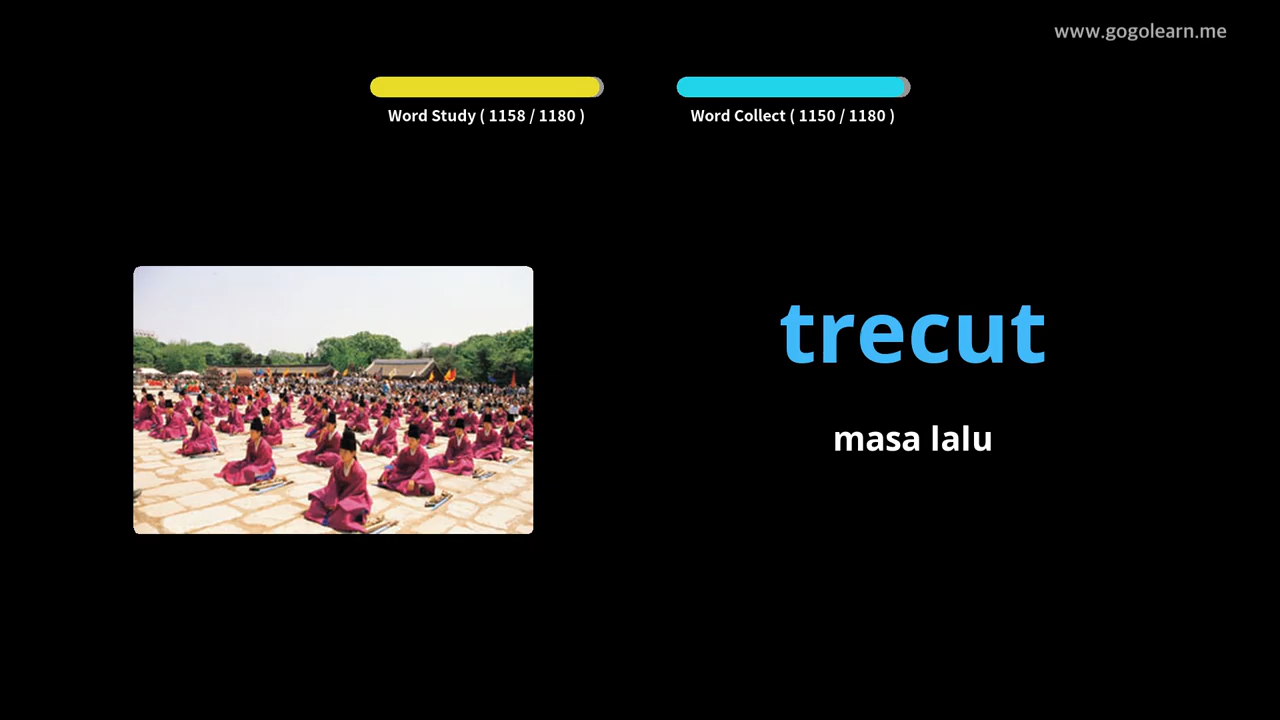 www.gogolearn.me
Word Study ( 1158 / 1180 )
Word Collect ( 1150 / 1180 )
trecut
masa lalu